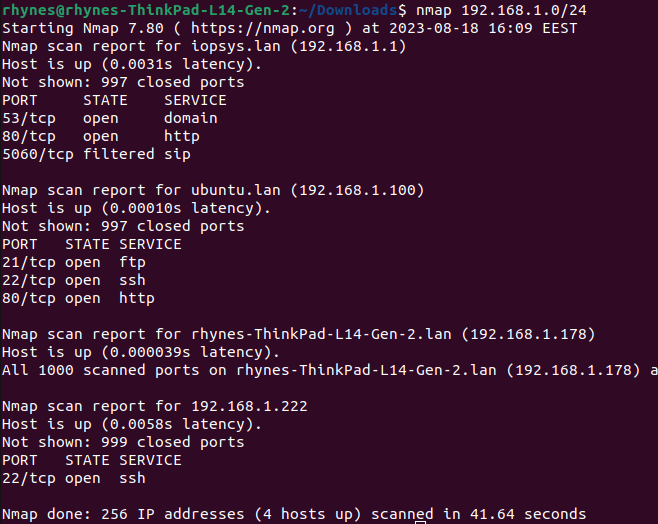 rhynes@rhynes-ThinkPad-L14-Gen-2:~/Downloads$ nmap 192.168.1.0/24
Starting Nmap 7.80 ( https://nmap.org ) at 2023-08-18 16:09 EEST
Nmap scan report for iopsys.lan (192.168.1.1)
Host is up (0.0031s latency).
Not shown: 997 closed ports
PORT     STATE    SERVICE
53/tcp   open     domain
80/tcp   open     http
5060/tcp filtered sip
Nmap scan report for ubuntu.lan (192.168.1.100)
Host is up (0.00010s latency).
Not shown: 997 closed ports
PORT   STATE SERVICE
21/tcp open  ftp
22/tcp open  ssh
80/tcp open  http
Nmap scan report for rhynes-ThinkPad-L14-Gen-2.lan (192.168.1.178)
Host is up (0.000039s latency).
All 1000 scanned ports on rhynes-ThinkPad-L14-Gen-2.lan (192.168.1.178) a
Nmap scan report for 192.168.1.222
Host is up (0.0058s latency).
Not shown: 999 closed ports
PORT   STATE SERVICE
22/tcp open  ssh
Nmap done: 256 IP addresses (4 hosts up) scanned in 41.64 seconds